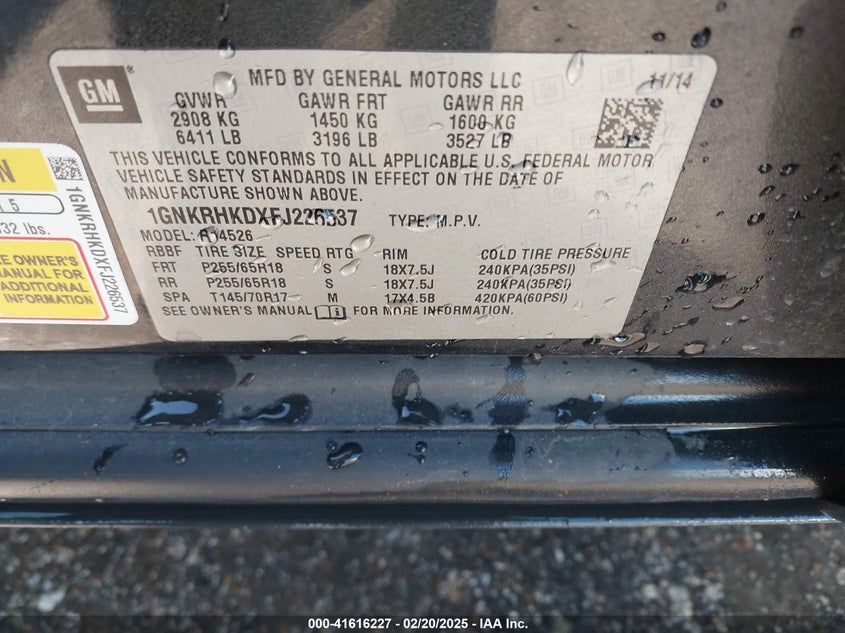 GM
MFD BY GENERAL MOTORS LLC 11/14
GVWR GAWR FRT GAWR RR
2908 KG 1450 KG 1600 KG
6411 LB 3196 LB 3527 LB
THIS VEHICLE CONFORMS TO ALL APPLICABLE U.S. FEDERAL MOTOR
VEHICLE SAFETY STANDARDS IN EFFECT ON THE DATE OF
MANUFACTURE SHOWN ABOVE.
1GNKRHKDXFJ226537 TYPE: M.P.V.
MODEL: R14526
RBBF TIRE SIZE SPEED RTG RIM COLD TIRE PRESSURE
FRT P255/65R18 S 18X7.5J 240KPA(35PSI)
RR P255/65R18 S 18X7.5J 240KPA(35PSI)
SPA T145/70R17 M 17X4.5B 420KPA(60PSI)
SEE OWNER'S MANUAL FOR MORE INFORMATION.
N
5
32 lbs.
EE OWNER'S
MANUAL FOR
ADDITIONAL
1GNKRHKDXFJ226537
000-41616227 - 02/20/2025 - IAA Inc.